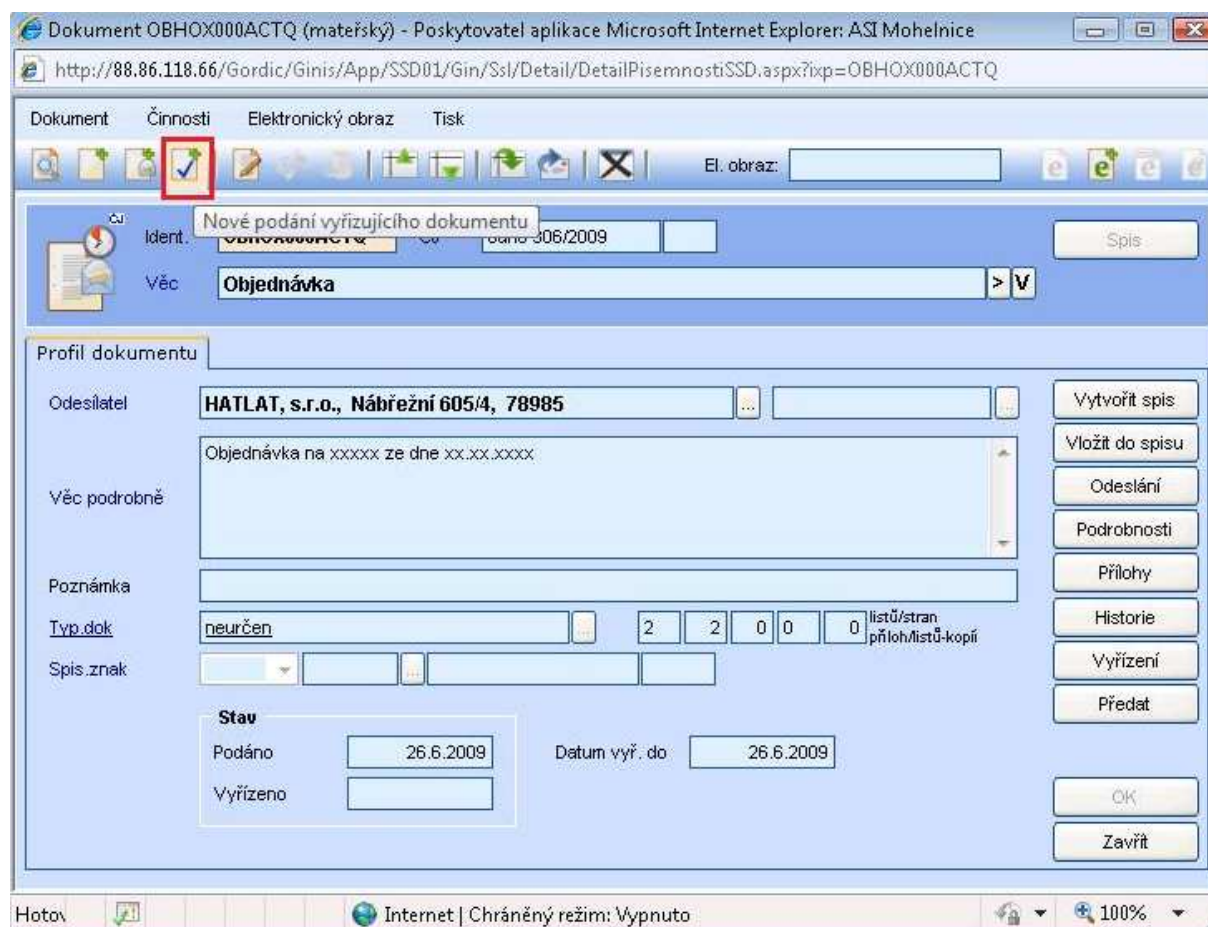 Dokument OBHOX000ACTQ (mateřský) - Poskytovatel aplikace Microsoft Internet Explorer: ASI Mohelnice
http://88.86.118.66/Gordic/Ginis/App/SSD01/Gin/Ssl/Detail/DetailPisemnostiSSD.aspx?ixp=OBHOX000ACTQ
Dokument Činnosti Elektronický obraz Tisk
El. obraz:
Nové podání vyřizujícího dokumentu
ČJ
Ident. OBHOX000ACTQ 306/2009 Spis
Věc Objednávka > V
Profil dokumentu
Odesílatel HATLAT, s.r.o., Nábřežní 605/4, 78985 ... ... Vytvořit spis
Vložit do spisu
Věc podrobně Objednávka na xxxxx ze dne xx.xx.xxxx
Odeslání
Podrobnosti
Poznámka Přílohy
Typ.dok neurčen ... 2 2 0 0 0 listů/stran příloh/listů-kopií Historie
Spis.znak ... Vyřízení
Předat
Stav
Podáno 26.6.2009 Datum vyř. do 26.6.2009
Vyřízeno OK
Zavřít
Hotov Internet | Chráněný režim: Vypnuto 100%